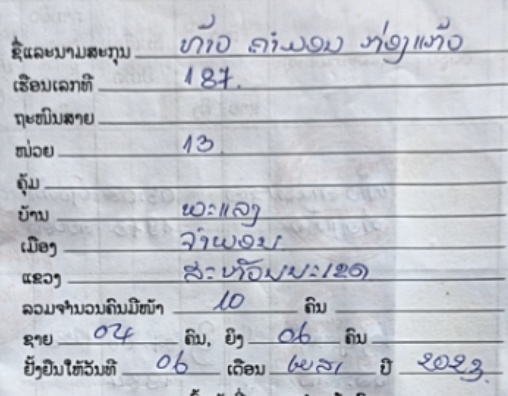 ຊື່ແລະນາມສະກຸນ ທ້າວ ຄຳພອນ
ເຮືອນເລກທີ 187.
ຖະໜົນສາຍ
ໜ່ວຍ 13
ຄຸ້ມ
ບ້ານ ພະແລງ
ເມືອງ ຈຳພອນ
ແຂວງ ສະຫວັນນະເຂດ
ລວມຈຳນວນຄົນມີໜ້າ 10 ຄົນ
ຊາຍ 04 ຄົນ, ຍິງ 06 ຄົນ
ຢັ້ງຢືນໃຫ້ວັນທີ 06 ເດືອນ ເມສາ ປີ 2023.